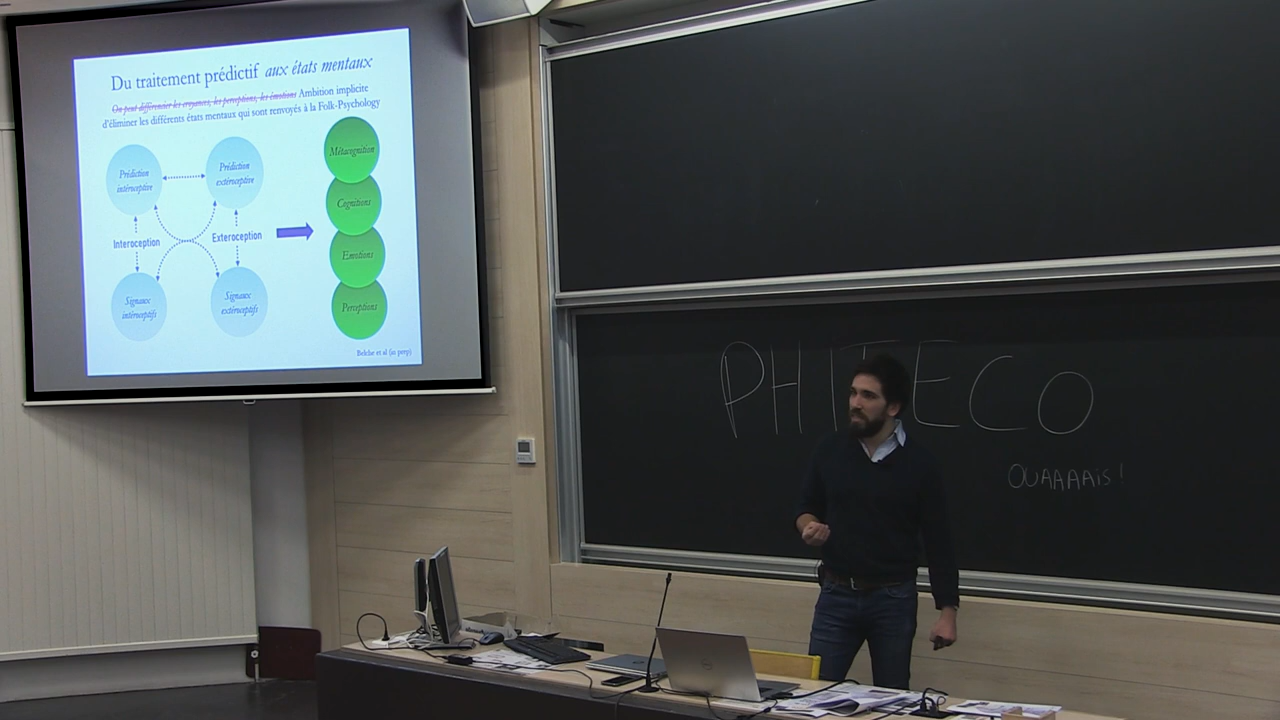 Du traitement prédictif aux états mentaux
On peut différencier les croyances, les perceptions, les émotions Ambition implicite
d'éliminer les différents états mentaux qui sont renvoyés à la Folk-Psychology
Prédiction
intéroceptive
Prédiction
extéroceptive
Interoception
Exteroception
Signaux
intéroceptifs
Signaux
extéroceptifs
Métacognition
Cognitions
Emotions
Perceptions
(in prep)
PHITECO
OUAAAAis !